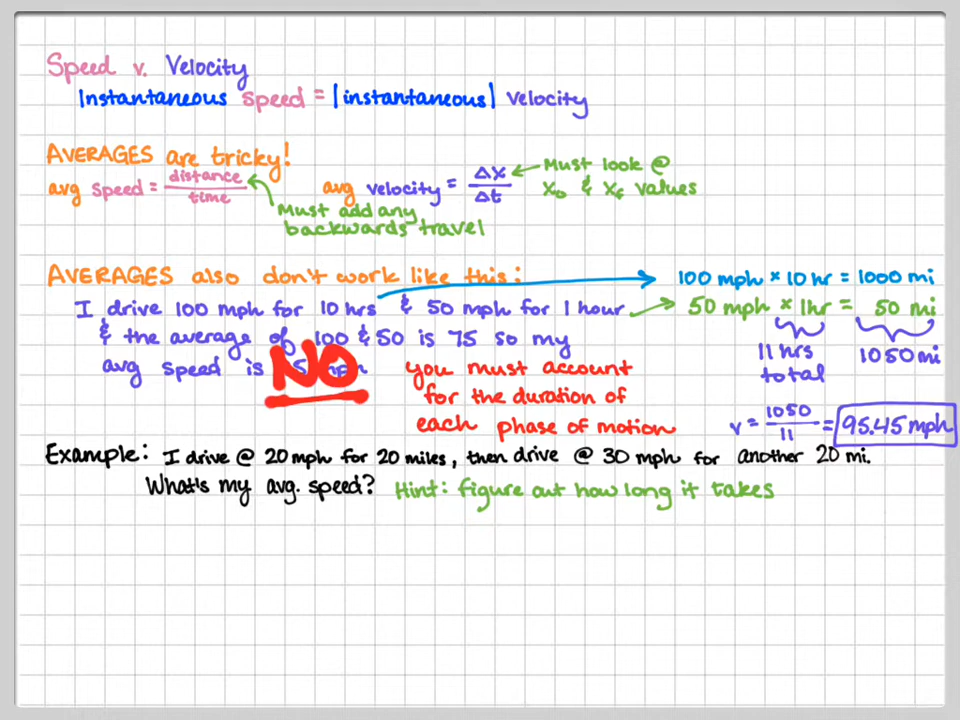 Speed v. Velocity
Instantaneous speed = |instantaneous| velocity
AVERAGES are tricky!
avg speed = distance / time
Must add any
backwards travel
avg velocity = Δx / Δt
Must look @
x₀ & x_f values
AVERAGES also don't work like this:
I drive 100 mph for 10 hrs & 50 mph for 1 hour
& the average of 100 & 50 is 75 so my
avg speed is
NO
you must account
for the duration of
each phase of motion
100 mph × 10 hr = 1000 mi
50 mph × 1hr = 50 mi
11 hrs
total
1050 mi
v = 1050 / 11 = 95.45 mph
Example: I drive @ 20 mph for 20 miles, then drive @ 30 mph for another 20 mi.
What's my avg. speed? Hint: figure out how long it takes